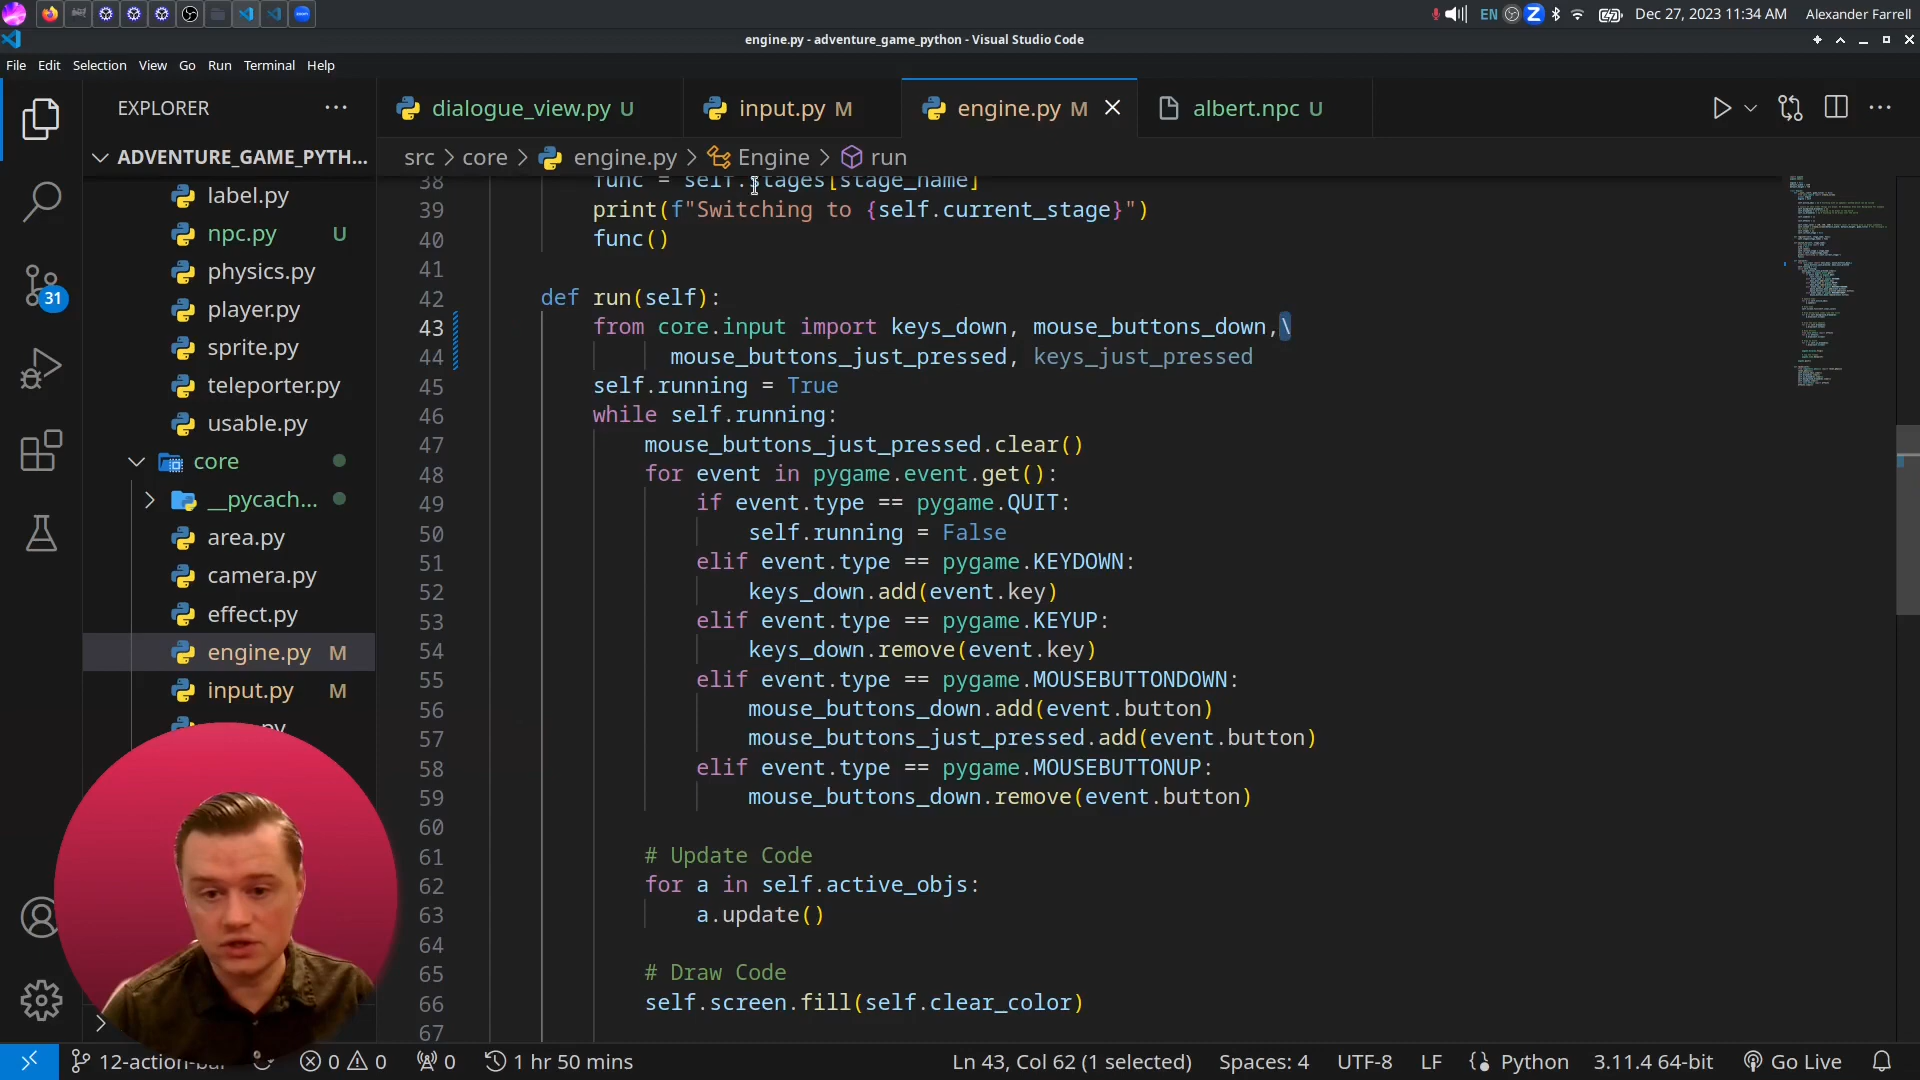 EN Z Dec 27, 2023 11:34 AM Alexander Farrell
engine.py - adventure_game_python - Visual Studio Code
File Edit Selection View Go Run Terminal Help
EXPLORER
dialogue_view.py U
input.py M
engine.py M
albert.npc U
ADVENTURE_GAME_PYTH...
src > core > engine.py > Engine > run
label.py
npc.py U
physics.py
player.py
sprite.py
teleporter.py
usable.py
core
__pycach...
area.py
camera.py
effect.py
engine.py M
input.py M
31
38 func = self.stages[stage_name]
39 print(f"Switching to {self.current_stage}")
40 func()
41
42 def run(self):
43 from core.input import keys_down, mouse_buttons_down,\
44 mouse_buttons_just_pressed, keys_just_pressed
45 self.running = True
46 while self.running:
47 mouse_buttons_just_pressed.clear()
48 for event in pygame.event.get():
49 if event.type == pygame.QUIT:
50 self.running = False
51 elif event.type == pygame.KEYDOWN:
52 keys_down.add(event.key)
53 elif event.type == pygame.KEYUP:
54 keys_down.remove(event.key)
55 elif event.type == pygame.MOUSEBUTTONDOWN:
56 mouse_buttons_down.add(event.button)
57 mouse_buttons_just_pressed.add(event.button)
58 elif event.type == pygame.MOUSEBUTTONUP:
59 mouse_buttons_down.remove(event.button)
60
61 # Update Code
62 for a in self.active_objs:
63 a.update()
64
65 # Draw Code
66 self.screen.fill(self.clear_color)
67
12-action-bar 0 0 0 1 hr 50 mins Ln 43, Col 62 (1 selected) Spaces: 4 UTF-8 LF Python 3.11.4 64-bit Go Live